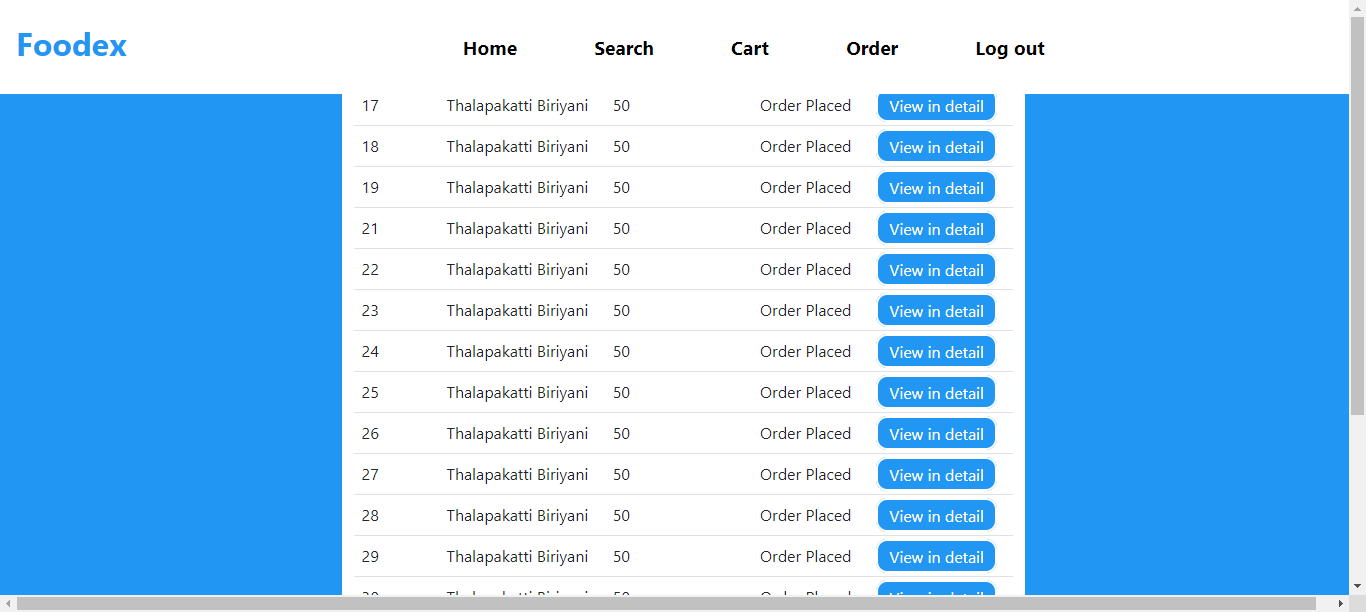 Foodex Home Search Cart Order Log out
17 Thalapakatti Biriyani 50 Order Placed View in detail
18 Thalapakatti Biriyani 50 Order Placed View in detail
19 Thalapakatti Biriyani 50 Order Placed View in detail
21 Thalapakatti Biriyani 50 Order Placed View in detail
22 Thalapakatti Biriyani 50 Order Placed View in detail
23 Thalapakatti Biriyani 50 Order Placed View in detail
24 Thalapakatti Biriyani 50 Order Placed View in detail
25 Thalapakatti Biriyani 50 Order Placed View in detail
26 Thalapakatti Biriyani 50 Order Placed View in detail
27 Thalapakatti Biriyani 50 Order Placed View in detail
28 Thalapakatti Biriyani 50 Order Placed View in detail
29 Thalapakatti Biriyani 50 Order Placed View in detail